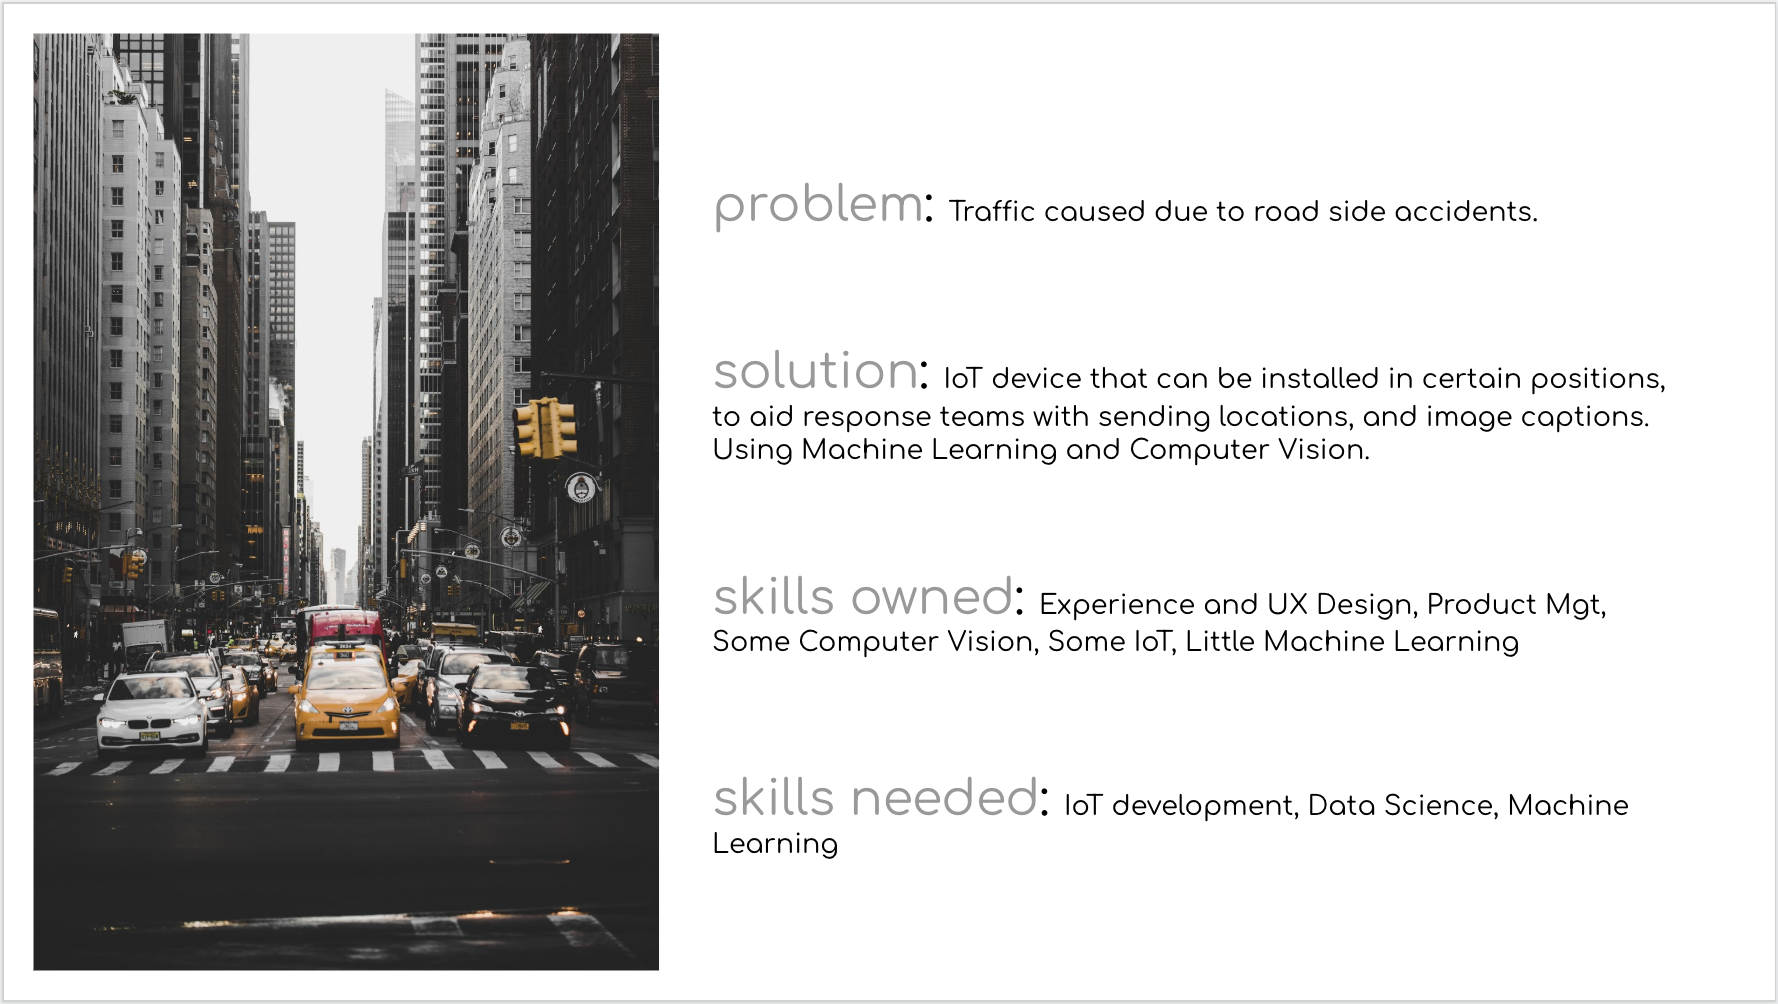 problem: Traffic caused due to road side accidents.
solution: IoT device that can be installed in certain positions,
to aid response teams with sending locations, and image captions.
Using Machine Learning and Computer Vision.
skills owned: Experience and UX Design, Product Mgt,
Some Computer Vision, Some IoT, Little Machine Learning
skills needed: IoT development, Data Science, Machine
Learning